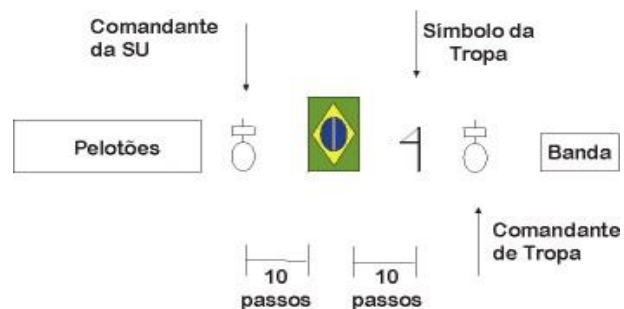 Comandante
da SU
Símbolo da
Tropa
Pelotões
Banda
Comandante
de Tropa
10
passos
10
passos